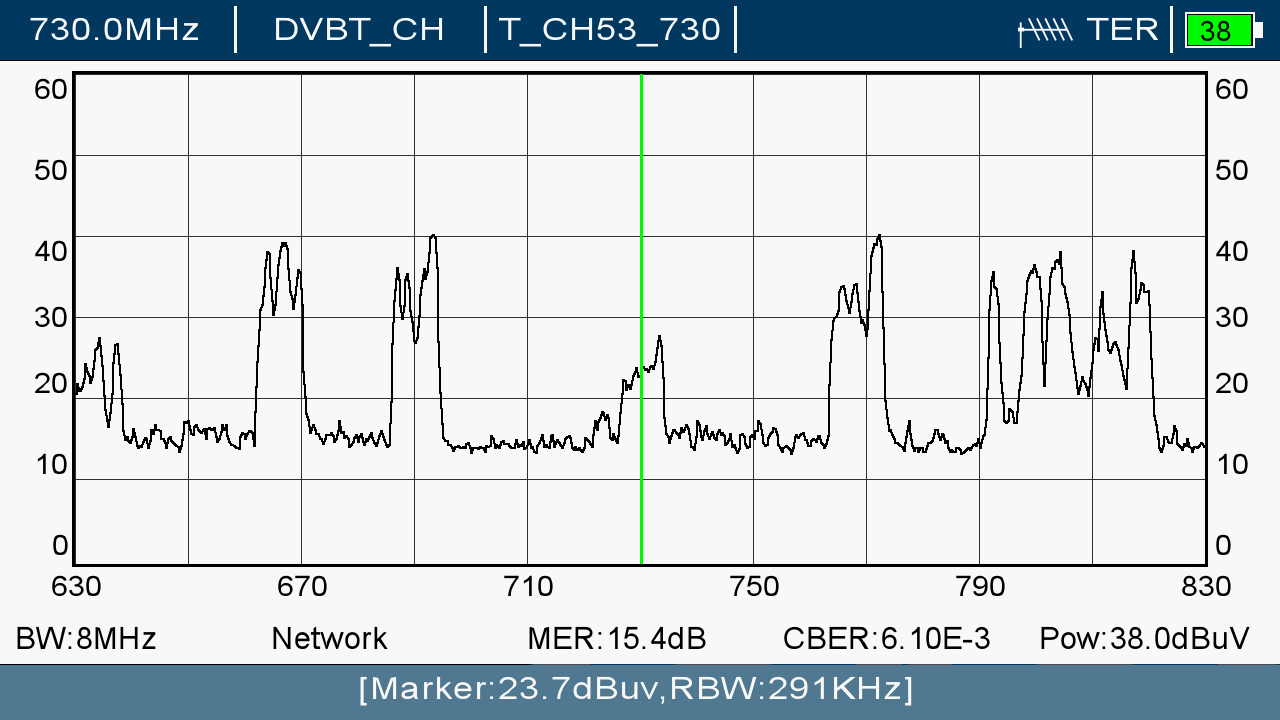 730.0MHz DVBT_CH T_CH53_730 TER 38
60 60
50 50
40 40
30 30
20 20
10 10
0 0
630 670 710 750 790 830
BW:8MHz Network MER:15.4dB CBER:6.10E-3 Pow:38.0dBuV
[Marker:23.7dBuv,RBW:291KHz]